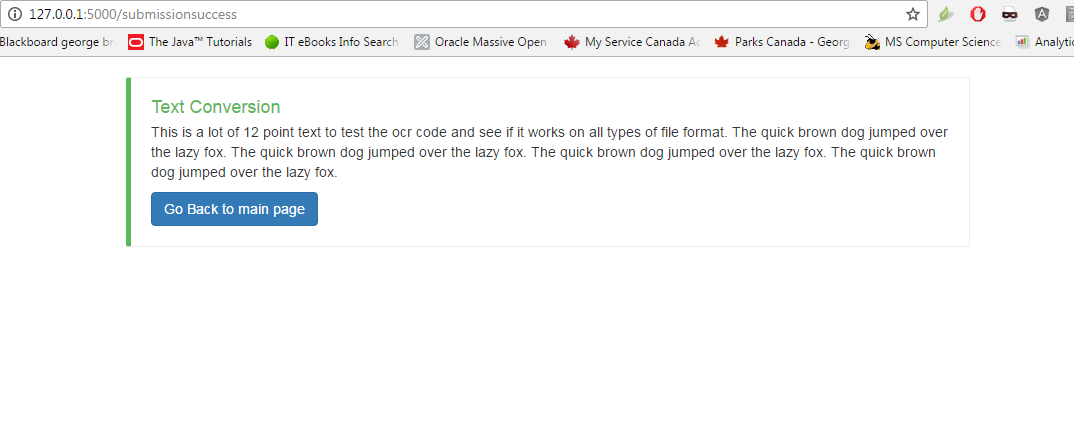 127.0.0.1:5000/submissionsuccess
Blackboard george br The Java™ Tutorials IT eBooks Info Search Oracle Massive Open My Service Canada Ac Parks Canada - Georg MS Computer Science Analytic
Text Conversion
This is a lot of 12 point text to test the ocr code and see if it works on all types of file format. The quick brown dog jumped over
the lazy fox. The quick brown dog jumped over the lazy fox. The quick brown dog jumped over the lazy fox. The quick brown
dog jumped over the lazy fox.
Go Back to main page